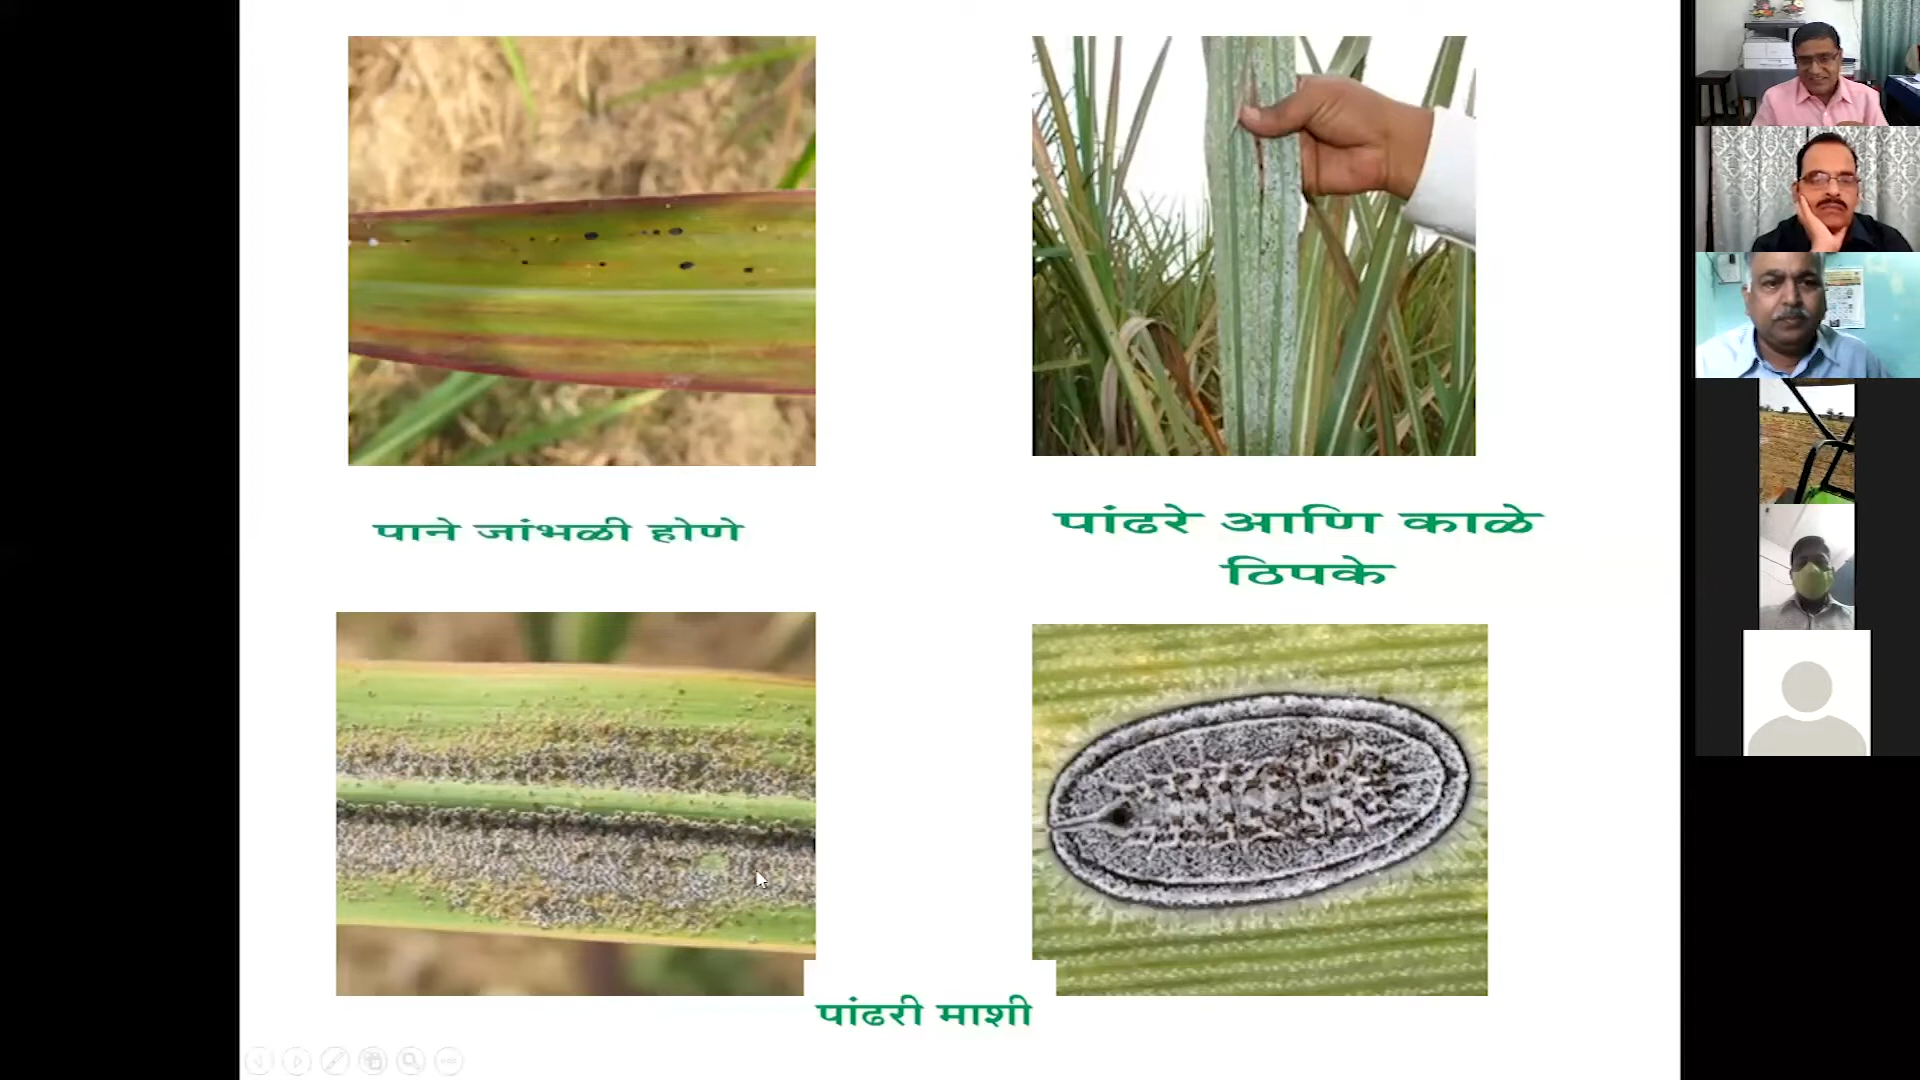 पाने जांभळी होणे
पांढरे आणि काळे
ठिपके
पांढरी माशी